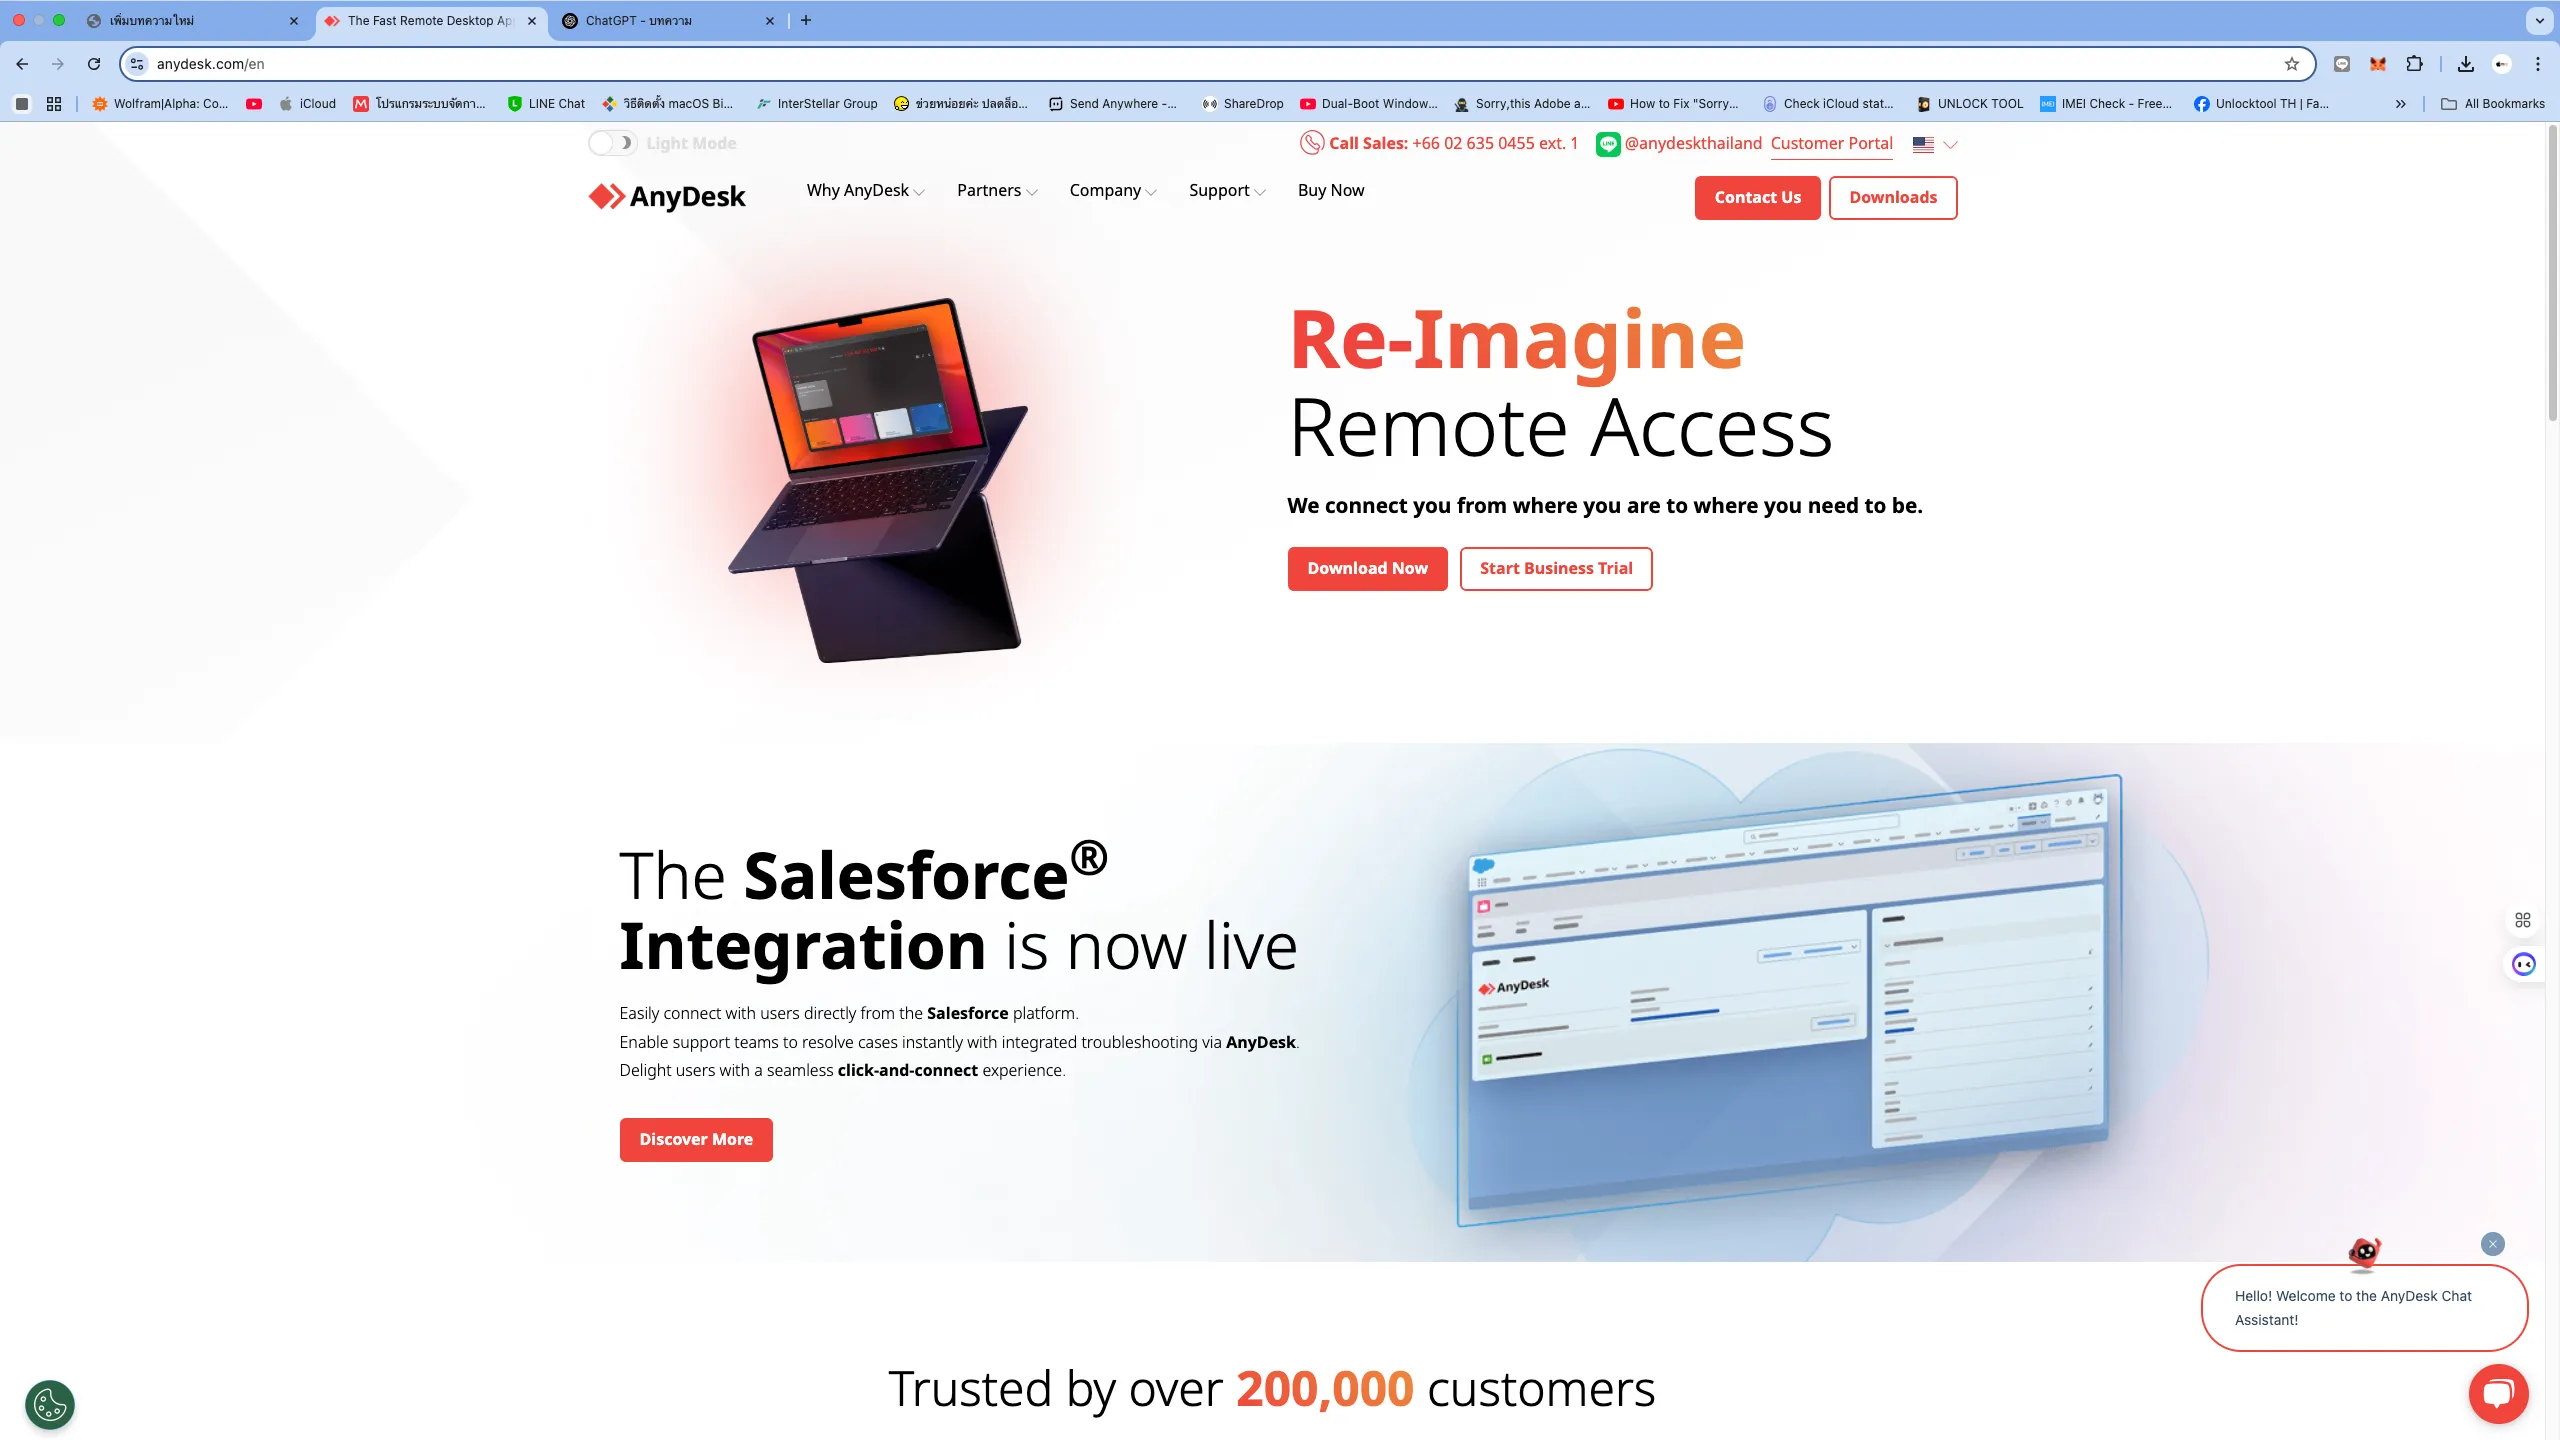 เพิ่มบทความใหม่
The Fast Remote Desktop Ap
ChatGPT - บทความ
anydesk.com/en
Wolfram|Alpha: Co...
iCloud
โปรแกรมระบบจัดกา...
LINE Chat
วิธีติดตั้ง macOS Bi...
InterStellar Group
ช่วยหน่อยค่ะ ปลดล็อ...
Send Anywhere -...
ShareDrop
Dual-Boot Window...
Sorry,this Adobe a...
How to Fix "Sorry...
Check iCloud stat...
UNLOCK TOOL
IMEI Check - Free...
Unlocktool TH | Fa...
All Bookmarks
Light Mode
Call Sales: +66 02 635 0455 ext. 1
@anydeskthailand
Customer Portal
AnyDesk
Why AnyDesk
Partners
Company
Support
Buy Now
Contact Us
Downloads
Re-Imagine
Remote Access
We connect you from where you are to where you need to be.
Download Now
Start Business Trial
The Salesforce®
Integration is now live
Easily connect with users directly from the Salesforce platform.
Enable support teams to resolve cases instantly with integrated troubleshooting via AnyDesk.
Delight users with a seamless click-and-connect experience.
Discover More
AnyDesk
Hello! Welcome to the AnyDesk Chat
Assistant!
Trusted by over 200,000 customers